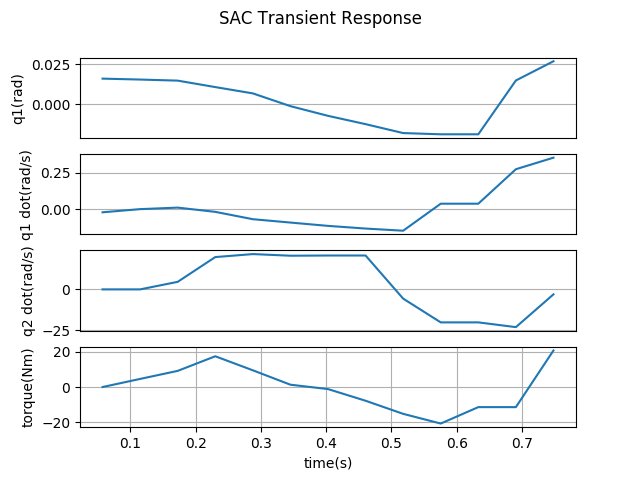 SAC Transient Response
q1(rad)
0.025
0.000
q1 dot(rad/s)
0.25
0.00
q2 dot(rad/s)
0
−25
torque(Nm)
20
0
−20
0.1 0.2 0.3 0.4 0.5 0.6 0.7
time(s)